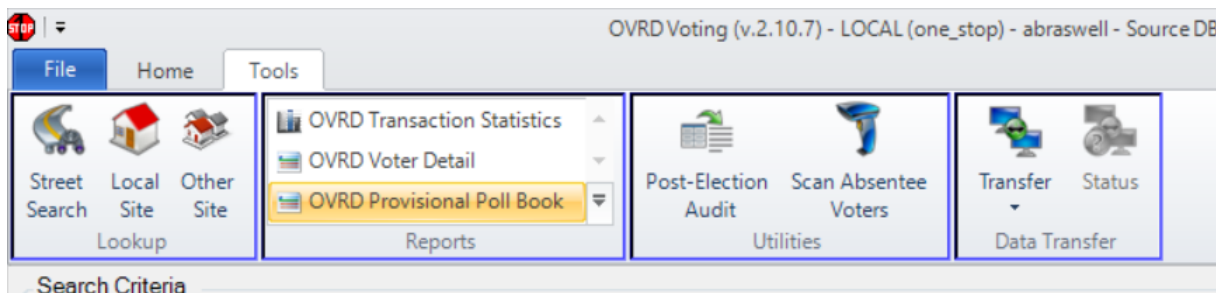 STOP
OVRD Voting (v.2.10.7) - LOCAL (one_stop) - abraswell - Source DB
File Home Tools
OVRD Transaction Statistics
OVRD Voter Detail
OVRD Provisional Poll Book
Street Search
Local Site
Other Site
Post-Election Audit
Scan Absentee Voters
Transfer
Status
Lookup
Reports
Utilities
Data Transfer
Search Criteria